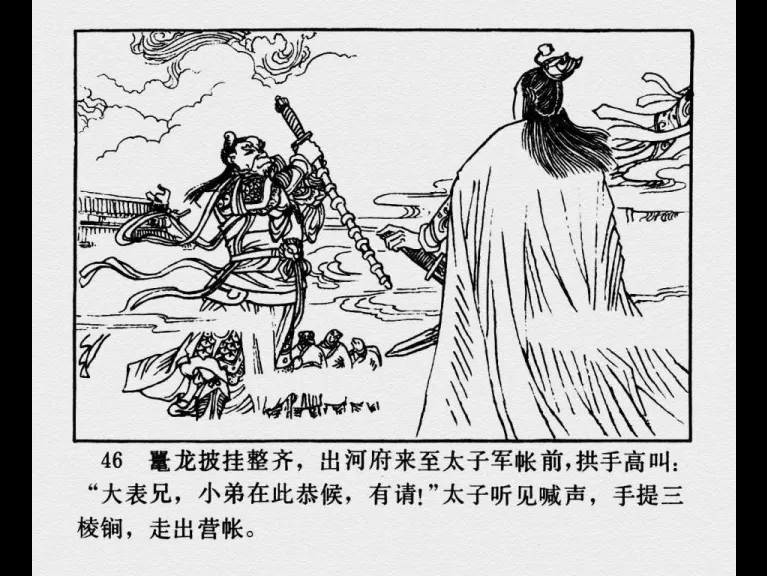 46 鼍龙披挂整齐，出河府来至太子军帐前，拱手高叫：
“大表兄，小弟在此恭候，有请！”太子听见喊声，手提三
棱锏，走出营帐。